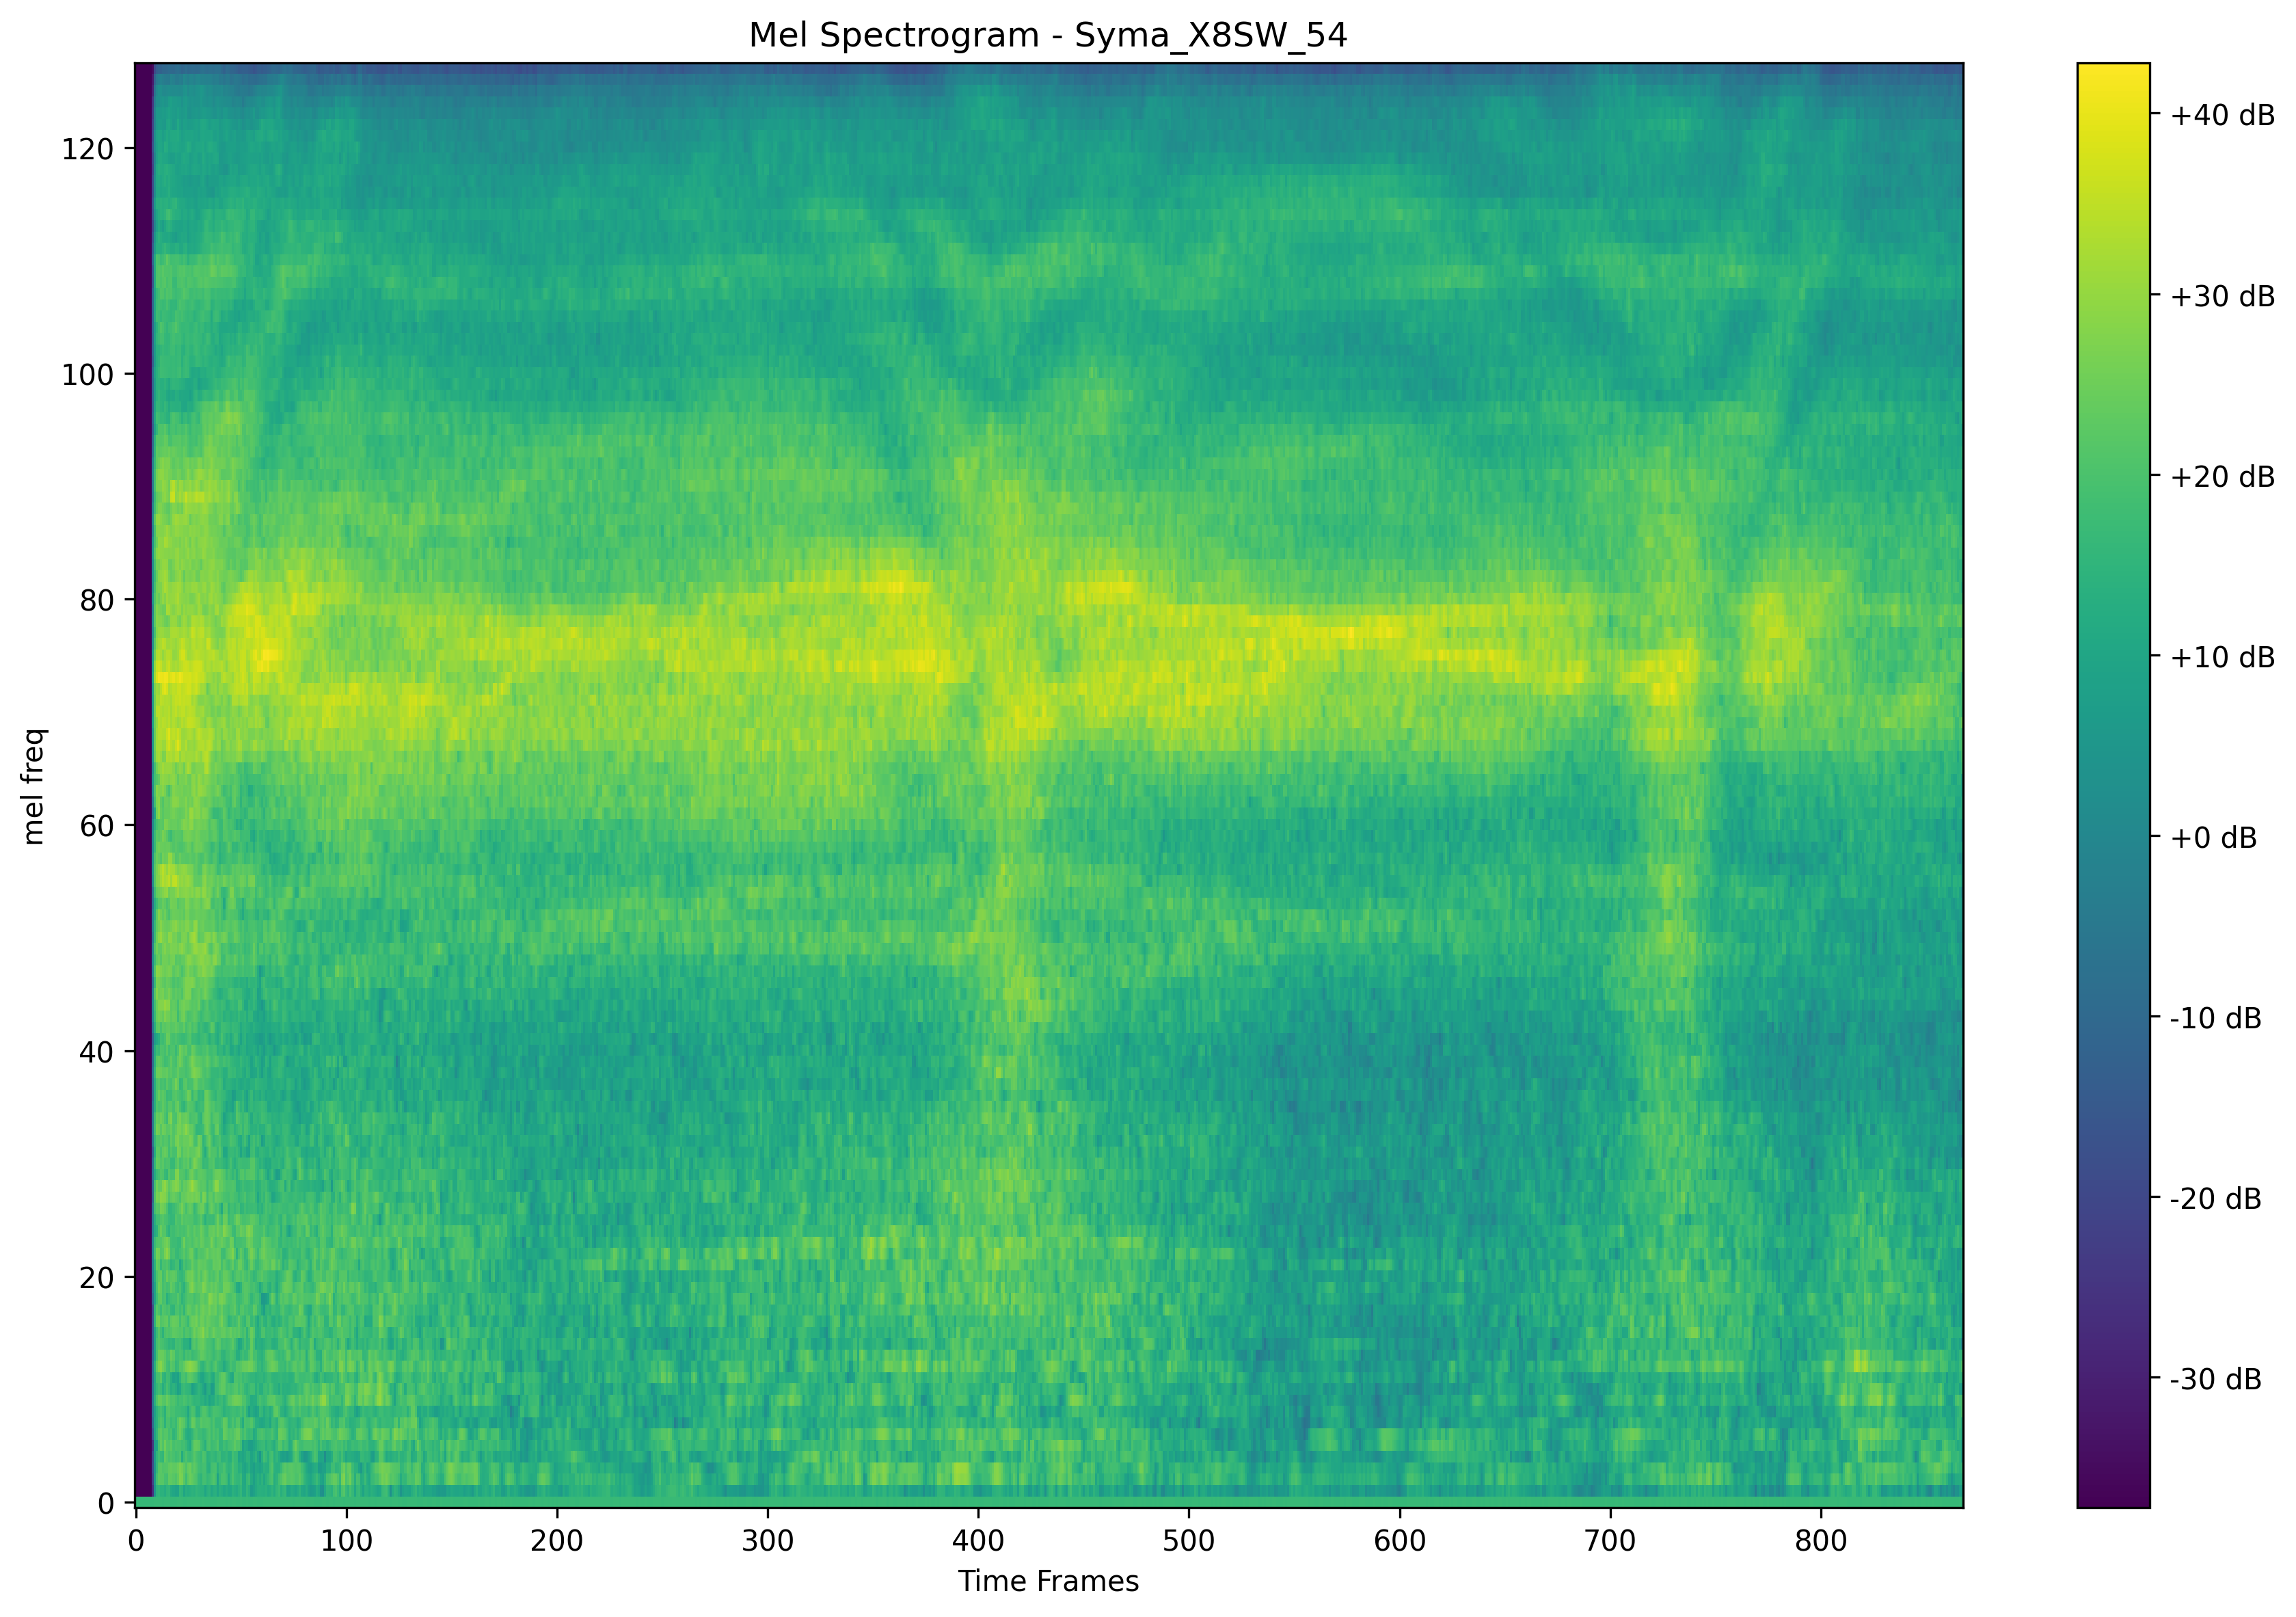 Mel Spectrogram - Syma_X8SW_54
mel freq
120
100
80
60
40
20
0
0 100 200 300 400 500 600 700 800
Time Frames
+40 dB
+30 dB
+20 dB
+10 dB
+0 dB
-10 dB
-20 dB
-30 dB